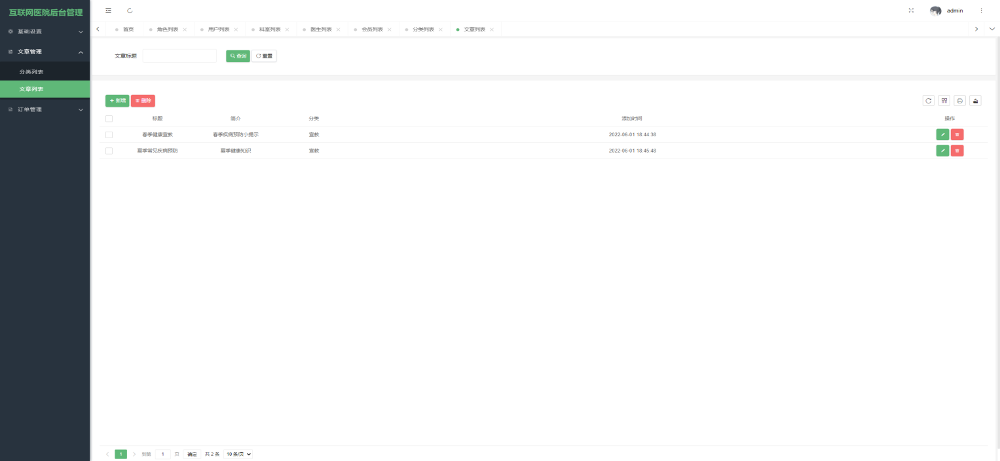 互联网医院后台管理
基础设置
文章管理
分类列表
文章列表
订单管理
admin
首页 角色列表 用户列表 科室列表 医生列表 会员列表 分类列表 文章列表
文章标题 查询 重置
新增 删除
标题 简介 分类 添加时间 操作
春季健康宣教 春季疾病预防小提示 宣教 2022-06-01 18:44:38
夏季常见疾病预防 夏季健康知识 宣教 2022-06-01 18:45:48
1 到第 1 页 确定 共 2 条 10 条/页